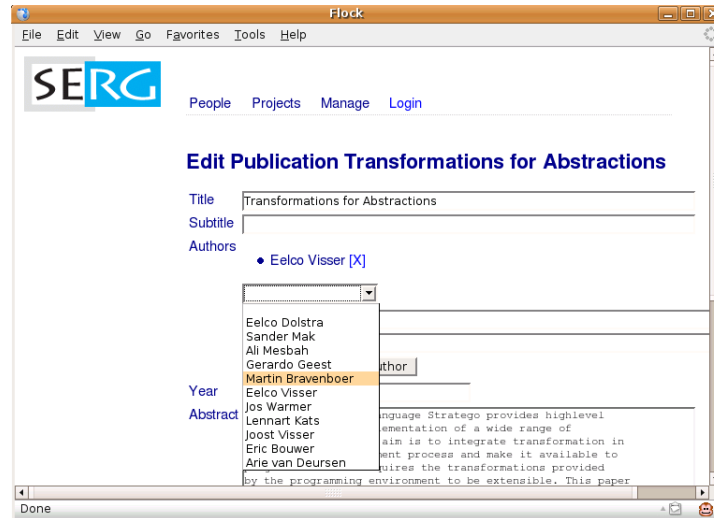 Flock
File Edit View Go Favorites Tools Help
SERG
People Projects Manage Login
Edit Publication Transformations for Abstractions
Title Transformations for Abstractions
Subtitle
Authors
• Eelco Visser [X]
Eelco Dolstra
Sander Mak
Ali Mesbah
Gerardo Geest
Martin Bravenboer
Eelco Visser
Jos Warmer
Lennart Kats
Joost Visser
Eric Bouwer
Arie van Deursen
uthor
Year
Abstract
nguage Stratego provides highlevel
ementation of a wide range of
aim is to integrate transformation in
ment process and make it available to
quires the transformations provided
by the programming environment to be extensible. This paper
Done